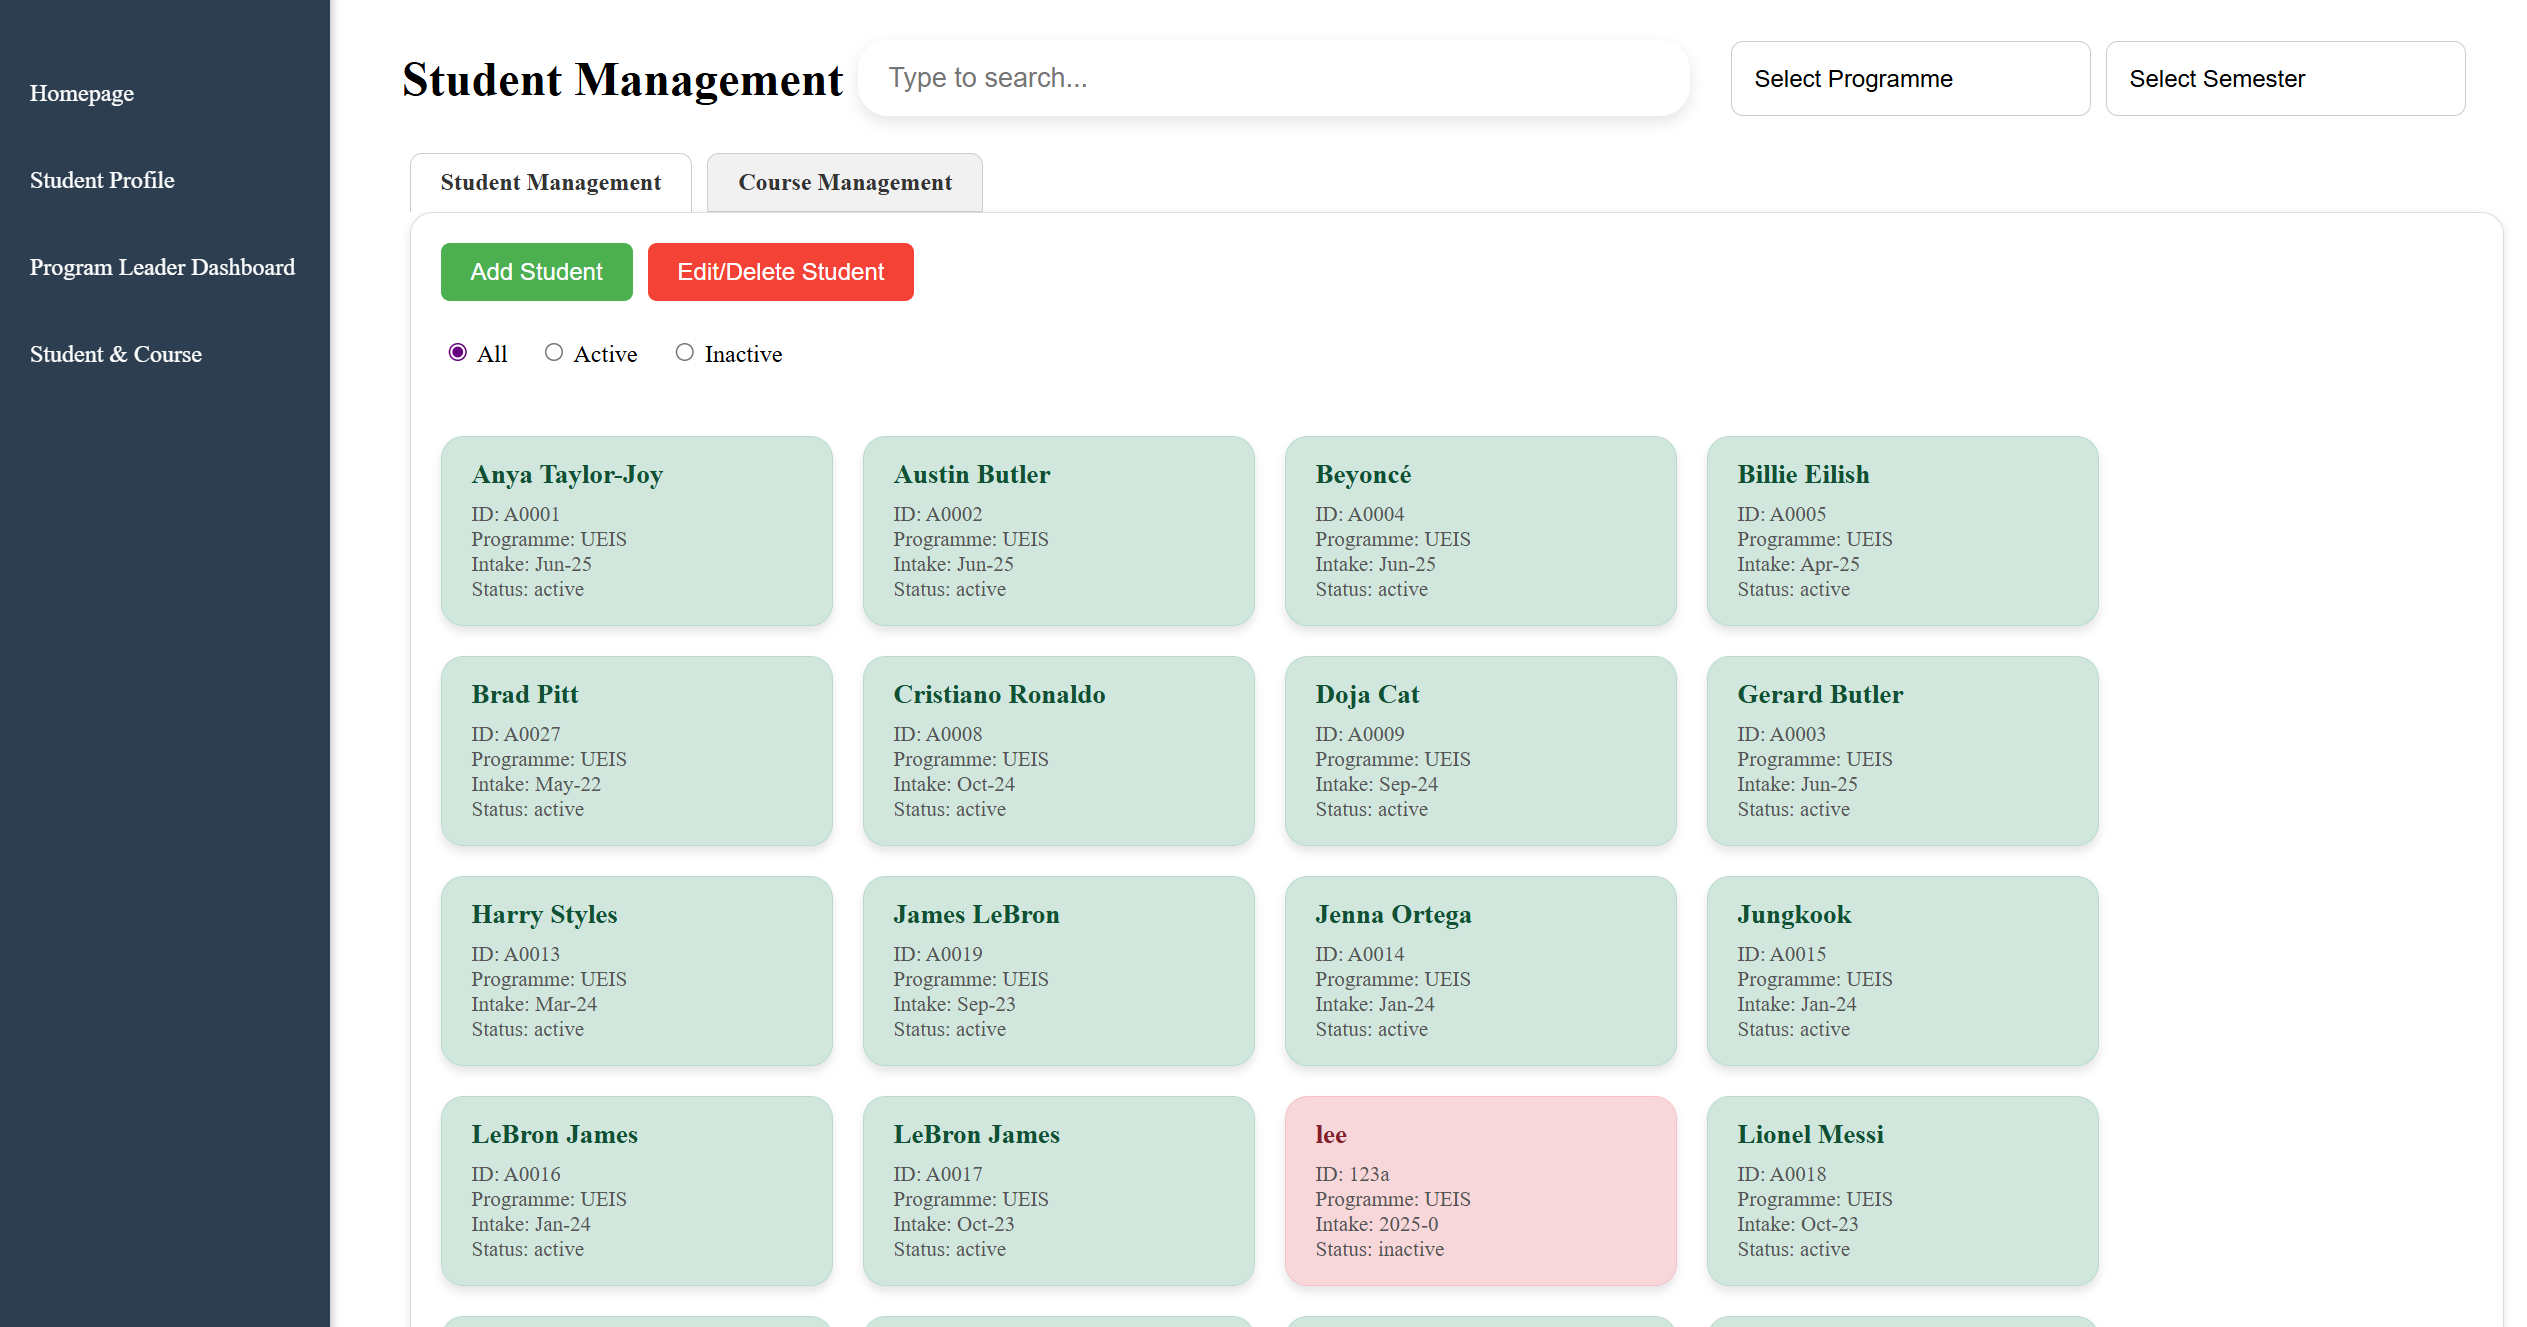 Homepage
Student Profile
Program Leader Dashboard
Student & Course
Student Management
Type to search...
Select Programme
Select Semester
Student Management
Course Management
Add Student
Edit/Delete Student
All
Active
Inactive
Anya Taylor-Joy
ID: A0001
Programme: UEIS
Intake: Jun-25
Status: active
Austin Butler
ID: A0002
Programme: UEIS
Intake: Jun-25
Status: active
Beyoncé
ID: A0004
Programme: UEIS
Intake: Jun-25
Status: active
Billie Eilish
ID: A0005
Programme: UEIS
Intake: Apr-25
Status: active
Brad Pitt
ID: A0027
Programme: UEIS
Intake: May-22
Status: active
Cristiano Ronaldo
ID: A0008
Programme: UEIS
Intake: Oct-24
Status: active
Doja Cat
ID: A0009
Programme: UEIS
Intake: Sep-24
Status: active
Gerard Butler
ID: A0003
Programme: UEIS
Intake: Jun-25
Status: active
Harry Styles
ID: A0013
Programme: UEIS
Intake: Mar-24
Status: active
James LeBron
ID: A0019
Programme: UEIS
Intake: Sep-23
Status: active
Jenna Ortega
ID: A0014
Programme: UEIS
Intake: Jan-24
Status: active
Jungkook
ID: A0015
Programme: UEIS
Intake: Jan-24
Status: active
LeBron James
ID: A0016
Programme: UEIS
Intake: Jan-24
Status: active
LeBron James
ID: A0017
Programme: UEIS
Intake: Oct-23
Status: active
lee
ID: 123a
Programme: UEIS
Intake: 2025-0
Status: inactive
Lionel Messi
ID: A0018
Programme: UEIS
Intake: Oct-23
Status: active